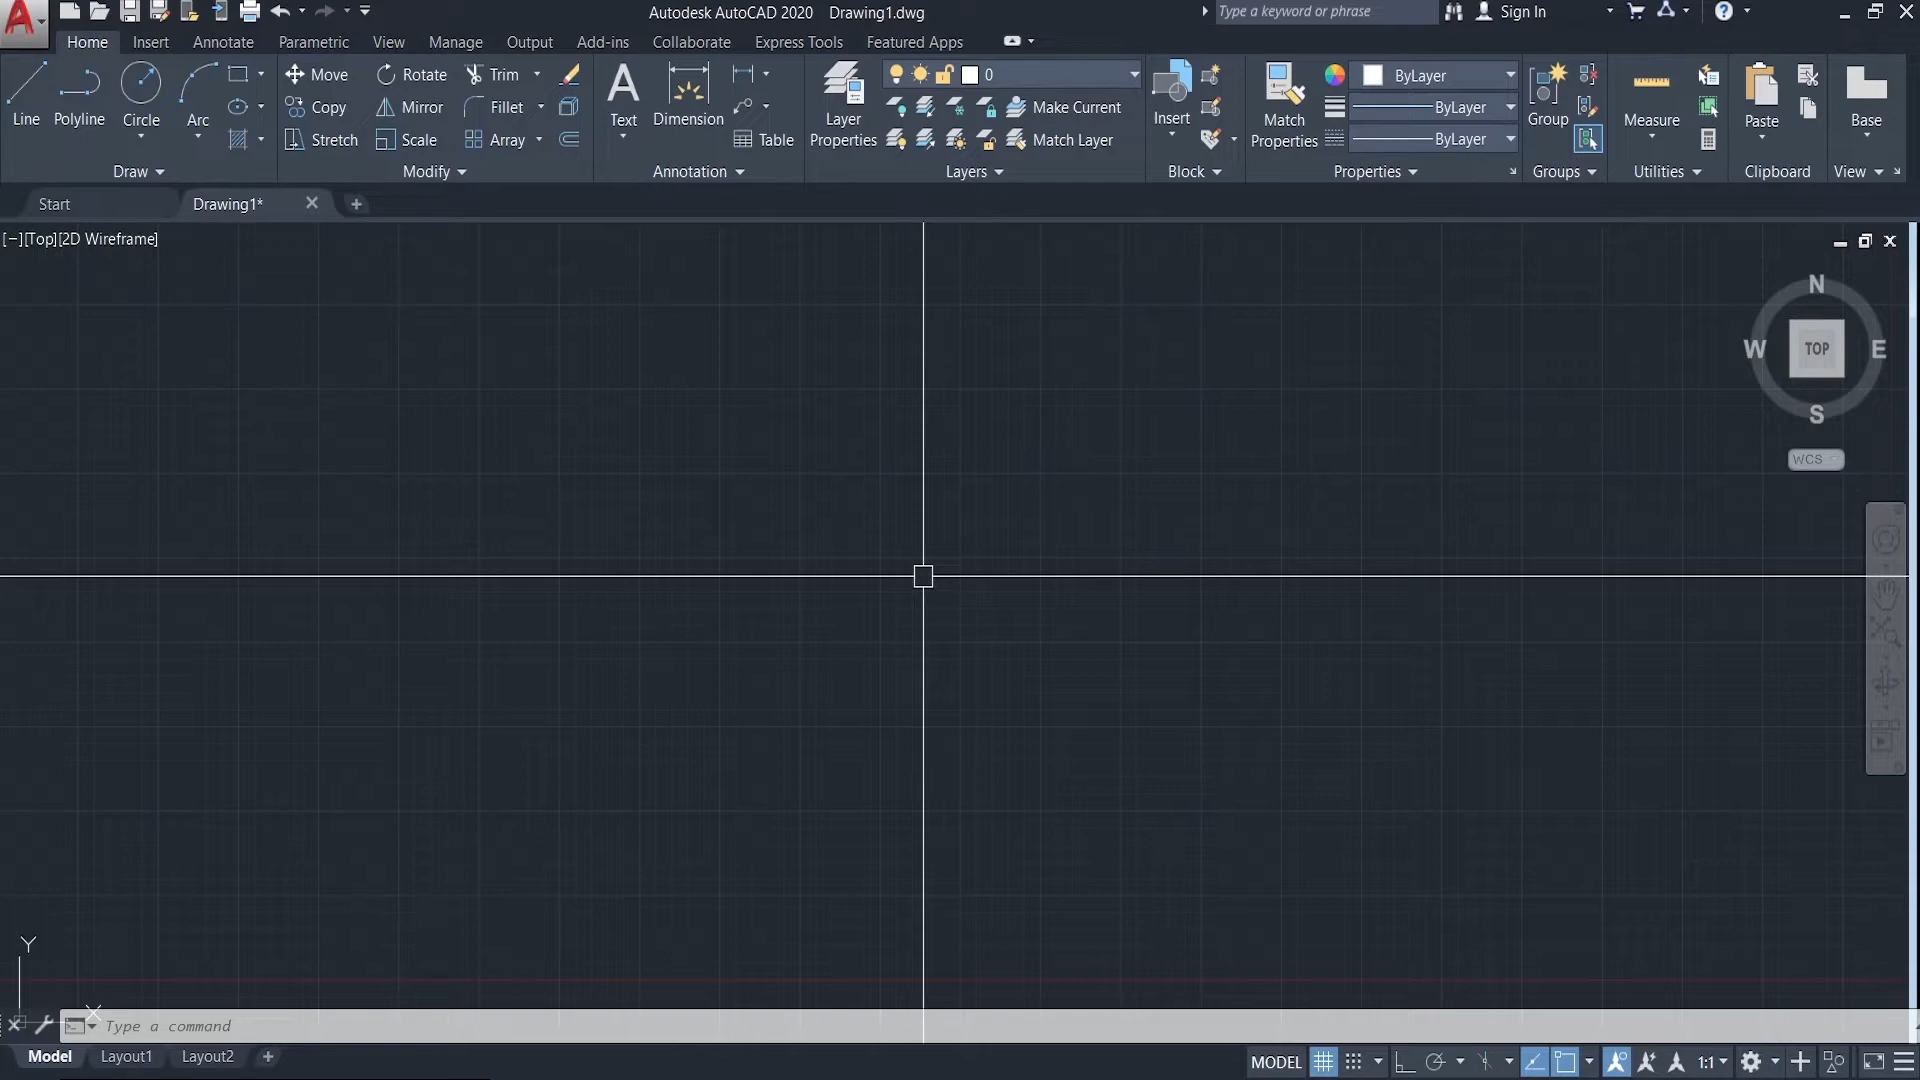 Autodesk AutoCAD 2020 Drawing1.dwg
Type a keyword or phrase
Sign In
Home Insert Annotate Parametric View Manage Output Add-ins Collaborate Express Tools Featured Apps
Line
Polyline
Circle
Arc
Draw
Move Rotate Trim
Copy Mirror Fillet
Stretch Scale Array
Modify
Text
Dimension
Table
Annotation
Layer
Properties
0
Make Current
Match Layer
Layers
Insert
Block
Match
Properties
ByLayer
ByLayer
ByLayer
Properties
Group
Groups
Measure
Utilities
Paste
Clipboard
Base
View
Start
Drawing1*
[−][Top][2D Wireframe]
N
W TOP E
S
WCS
Y
X
Type a command
Model Layout1 Layout2
MODEL
1:1